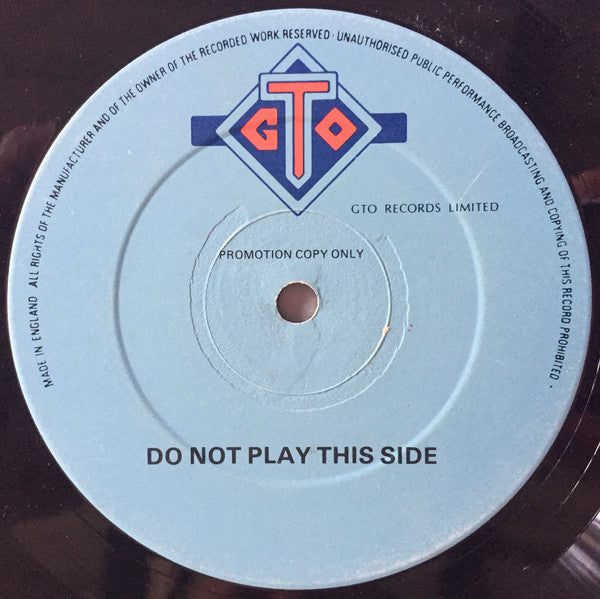 MADE IN ENGLAND ALL RIGHTS OF THE MANUFACTURER AND OF THE OWNER OF THE RECORDED WORK RESERVED · UNAUTHORISED PUBLIC PERFORMANCE BROADCASTING AND COPYING OF THIS RECORD PROHIBITED .
GTO
GTO RECORDS LIMITED
PROMOTION COPY ONLY
DO NOT PLAY THIS SIDE